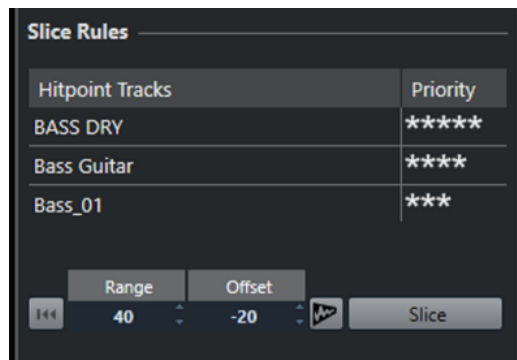 Slice Rules
Hitpoint Tracks Priority
BASS DRY *****
Bass Guitar ****
Bass_01 ***
Range Offset
40 -20 Slice